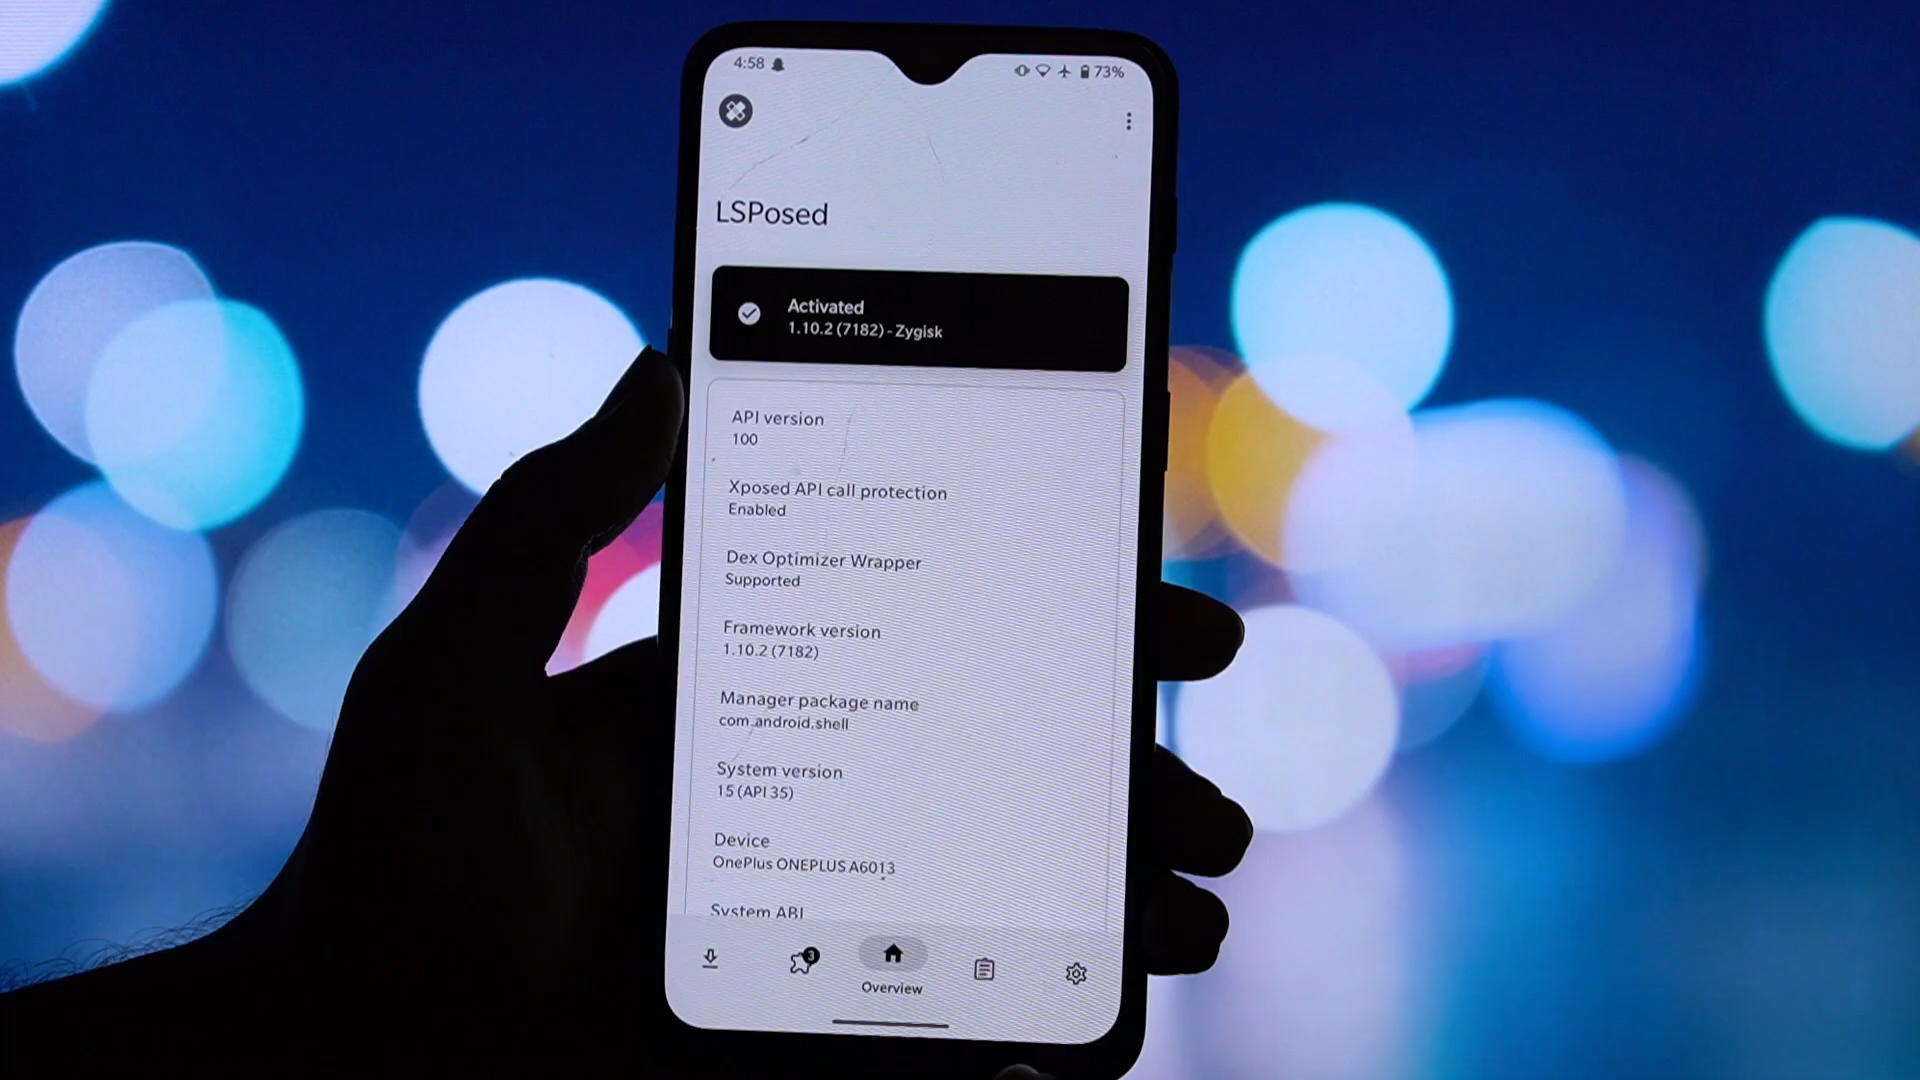 4:58
73%
LSPosed
Activated
1.10.2 (7182) - Zygisk
API version
100
Xposed API call protection
Enabled
Dex Optimizer Wrapper
Supported
Framework version
1.10.2 (7182)
Manager package name
com.android.shell
System version
15 (API 35)
Device
OnePlus ONEPLUS A6013
System ABI
3
Overview